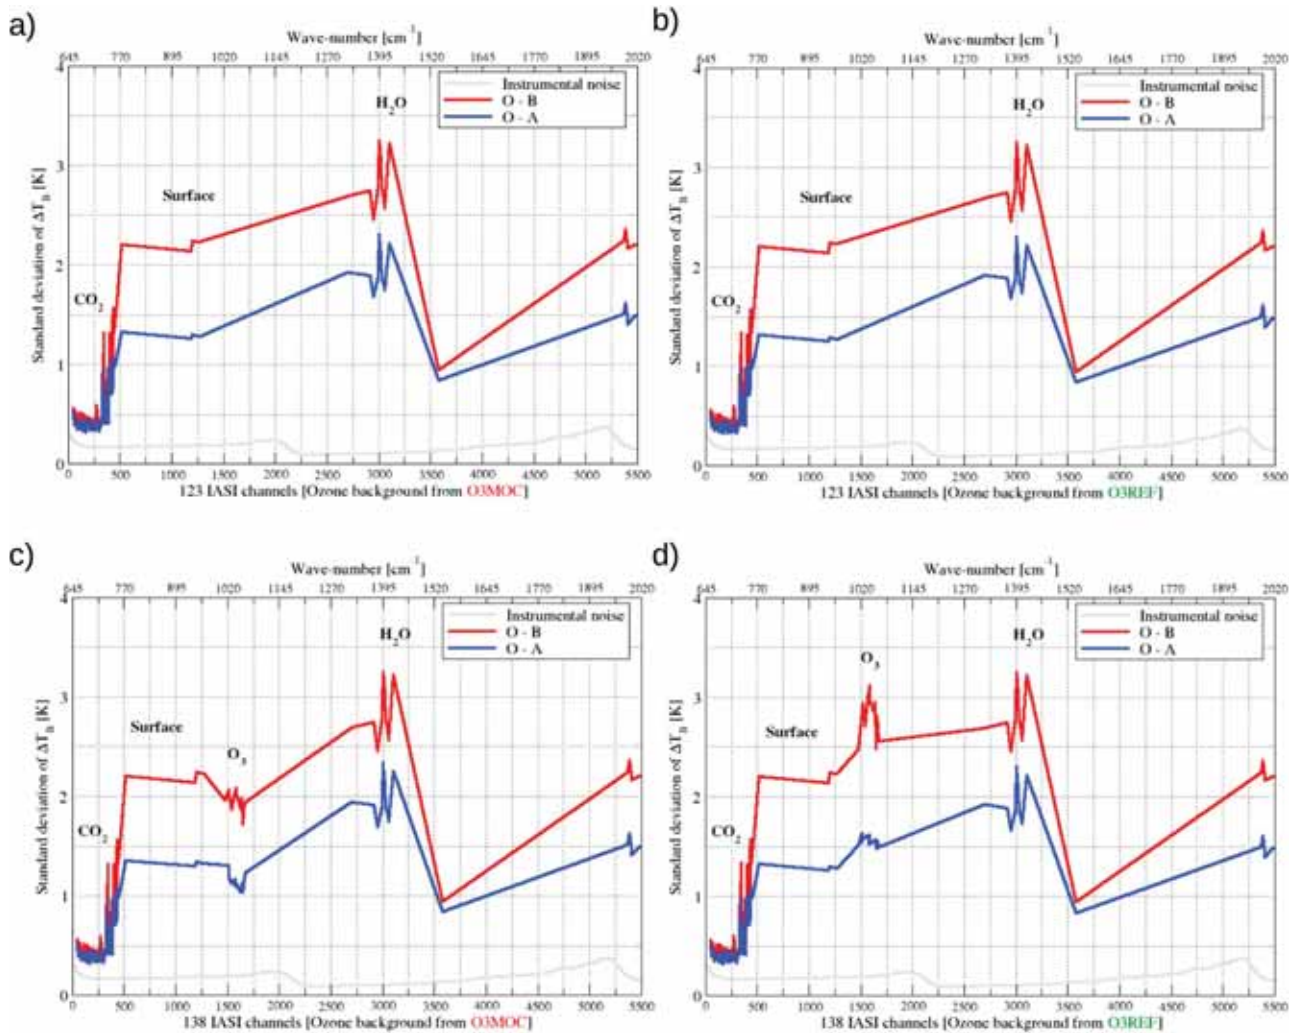 a)
Wave-number [cm⁻¹]
645 770 895 1020 1145 1270 1395 1520 1645 1770 1895 2020
Standard deviation of ΔT_B [K]
4
3
2
1
0
Instrumental noise
O - B
O - A
H₂O
Surface
CO₂
0 500 1000 1500 2000 2500 3000 3500 4000 4500 5000 5500
123 IASI channels [Ozone background from O3MOC]
b)
Wave-number [cm⁻¹]
645 770 895 1020 1145 1270 1395 1520 1645 1770 1895 2020
Standard deviation of ΔT_B [K]
4
3
2
1
0
Instrumental noise
O - B
O - A
H₂O
Surface
CO₂
0 500 1000 1500 2000 2500 3000 3500 4000 4500 5000 5500
123 IASI channels [Ozone background from O3REF]
c)
Wave-number [cm⁻¹]
645 770 895 1020 1145 1270 1395 1520 1645 1770 1895 2020
Standard deviation of ΔT_B [K]
4
3
2
1
0
Instrumental noise
O - B
O - A
H₂O
Surface
O₃
CO₂
0 500 1000 1500 2000 2500 3000 3500 4000 4500 5000 5500
138 IASI channels [Ozone background from O3MOC]
d)
Wave-number [cm⁻¹]
645 770 895 1020 1145 1270 1395 1520 1645 1770 1895 2020
Standard deviation of ΔT_B [K]
4
3
2
1
0
Instrumental noise
O - B
O - A
H₂O
O₃
Surface
CO₂
0 500 1000 1500 2000 2500 3000 3500 4000 4500 5000 5500
138 IASI channels [Ozone background from O3REF]